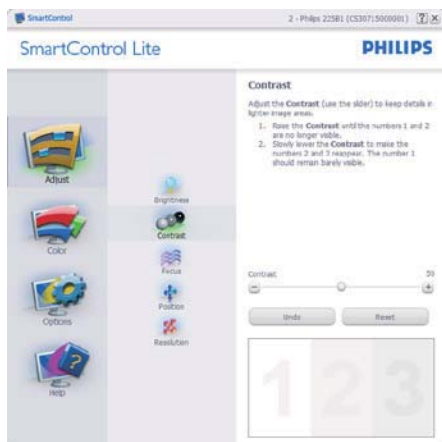 SmartControl
2 - Philips 225B1 (CS30715000001)
SmartControl Lite
PHILIPS
Adjust
Color
Options
Help
Brightness
Contrast
Focus
Position
Resolution
Contrast
Adjust the Contrast (use the slider) to keep details in
lighter image areas.
1. Raise the Contrast until the numbers 1 and 2
are no longer visible.
2. Slowly lower the Contrast to make the
numbers 2 and 3 reappear. The number 1
should remain barely visible.
Contrast
50
Undo
Reset
1 2 3